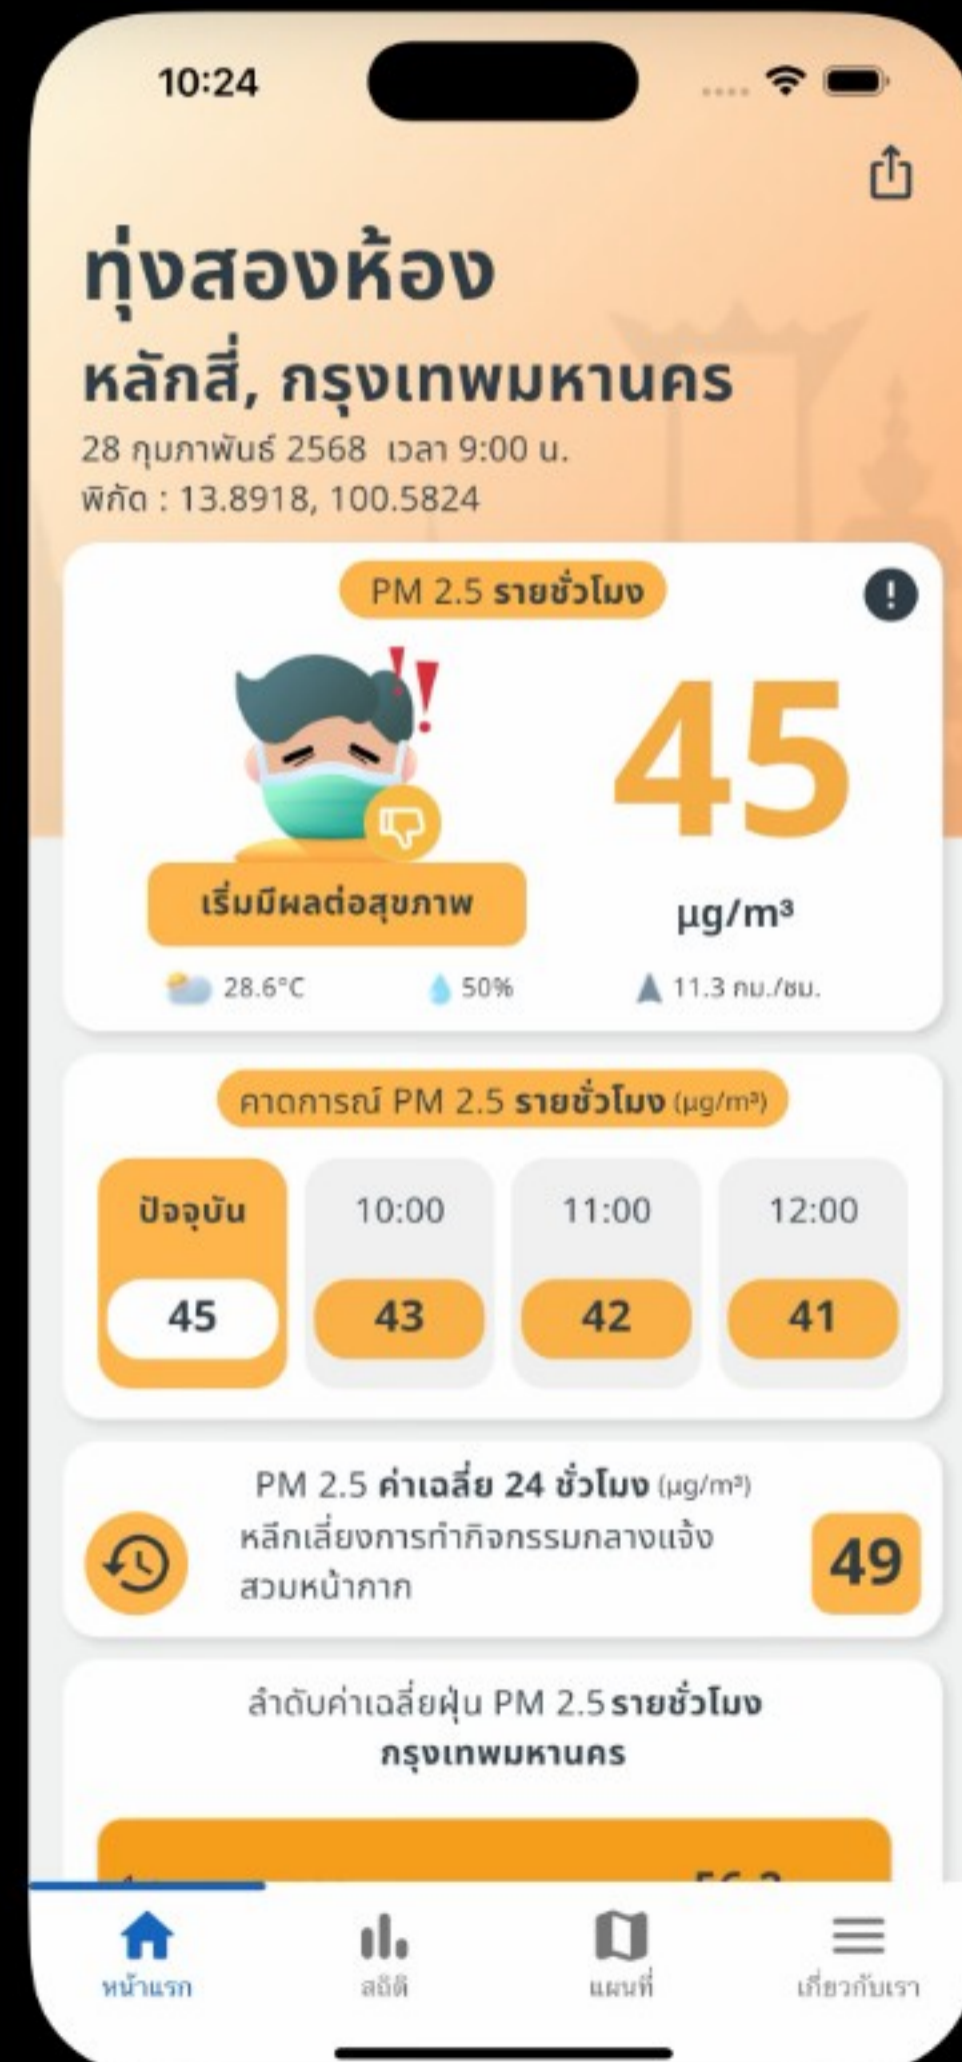 10:24
ทุ่งสองห้อง
หลักสี่, กรุงเทพมหานคร
28 กุมภาพันธ์ 2568 เวลา 9:00 น.
พิกัด : 13.8918, 100.5824
PM 2.5 รายชั่วโมง
45
เริ่มมีผลต่อสุขภาพ
µg/m³
28.6°C 50% 11.3 กม./ชม.
คาดการณ์ PM 2.5 รายชั่วโมง (µg/m³)
ปัจจุบัน 10:00 11:00 12:00
45 43 42 41
PM 2.5 ค่าเฉลี่ย 24 ชั่วโมง (µg/m³)
หลีกเลี่ยงการทำกิจกรรมกลางแจ้ง
สวมหน้ากาก
49
ลำดับค่าเฉลี่ยฝุ่น PM 2.5 รายชั่วโมง
กรุงเทพมหานคร
หน้าแรก สถิติ แผนที่ เกี่ยวกับเรา